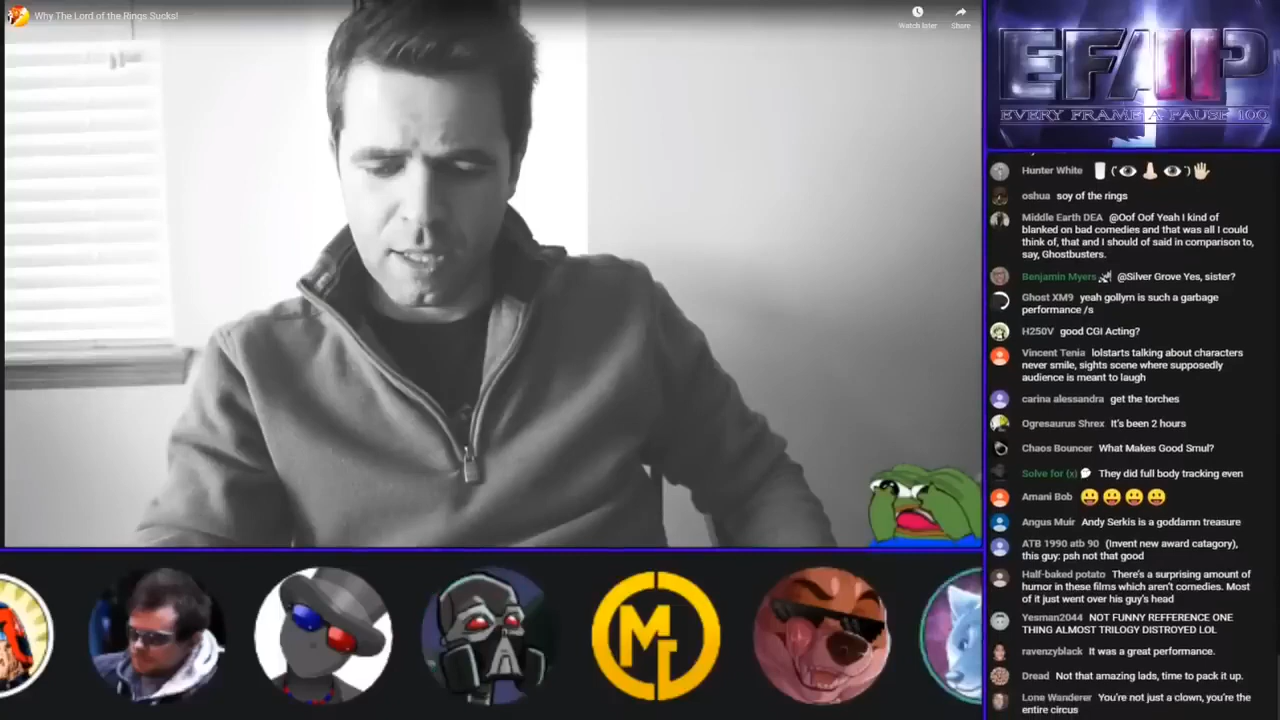 Why The Lord of the Rings Sucks!
Watch later
Share
EFAP
EVERY FRAME A PAUSE 100
Hunter White
oshua soy of the rings
Middle Earth DEA @Oof Oof Yeah I kind of
blanked on bad comedies and that was all I could
think of, that and I should of said in comparison to,
say, Ghostbusters.
Benjamin Myers @Silver Grove Yes, sister?
Ghost XM9 yeah gollym is such a garbage
performance /s
H250V good CGI Acting?
Vincent Tenia lolstarts talking about characters
never smile, sights scene where supposedly
audience is meant to laugh
carina alessandra get the torches
Ogresaurus Shrex It's been 2 hours
Chaos Bouncer What Makes Good Smul?
Solve for (x) They did full body tracking even
Amani Bob
Angus Muir Andy Serkis is a goddamn treasure
ATB 1990 atb 90 (Invent new award catagory),
this guy: psh not that good
Half-baked potato There's a surprising amount of
humor in these films which aren't comedies. Most
of it just went over his guy's head
Yesman2044 NOT FUNNY REFFERENCE ONE
THING ALMOST TRILOGY DISTROYED LOL
ravenzyblack It was a great performance.
Dread Not that amazing lads, time to pack it up.
Lone Wanderer You're not just a clown, you're the
entire circus